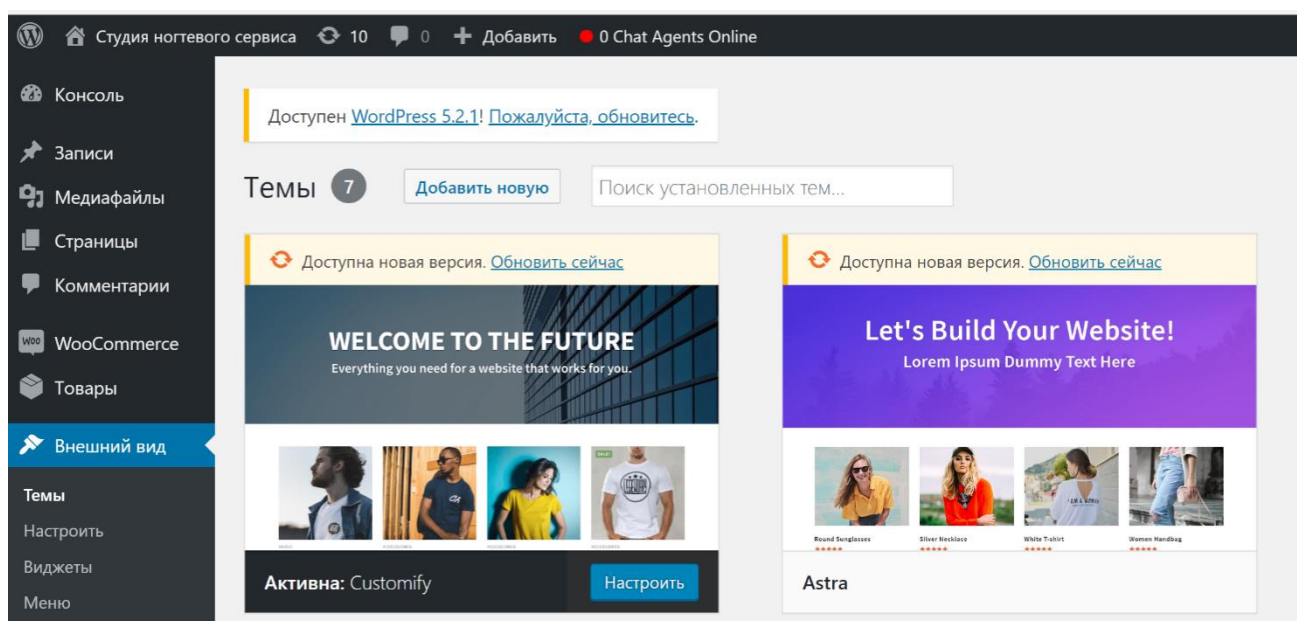 Студия ногтевого сервиса 10 0 Добавить 0 Chat Agents Online
Консоль
Записи
Медиафайлы
Страницы
Комментарии
WOO WooCommerce
Товары
Внешний вид
Темы
Настроить
Виджеты
Меню
Доступен WordPress 5.2.1! Пожалуйста, обновитесь.
Темы 7 Добавить новую Поиск установленных тем...
Доступна новая версия. Обновить сейчас
WELCOME TO THE FUTURE
Everything you need for a website that works for you.
SALE!
Активна: Customify Настроить
Доступна новая версия. Обновить сейчас
Let's Build Your Website!
Lorem Ipsum Dummy Text Here
Round Sunglasses Silver Necklace White T-shirt Women Handbag
Astra